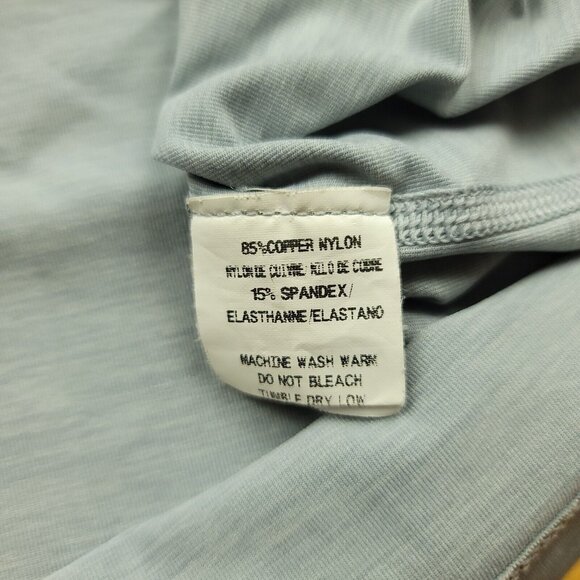 85%COPPER NYLON
NYLON DE CUIVRE/NILO DE COBRE
15% SPANDEX/
ELASTHANNE/ELASTANO
MACHINE WASH WARM
DO NOT BLEACH
TUMBLE DRY LOW